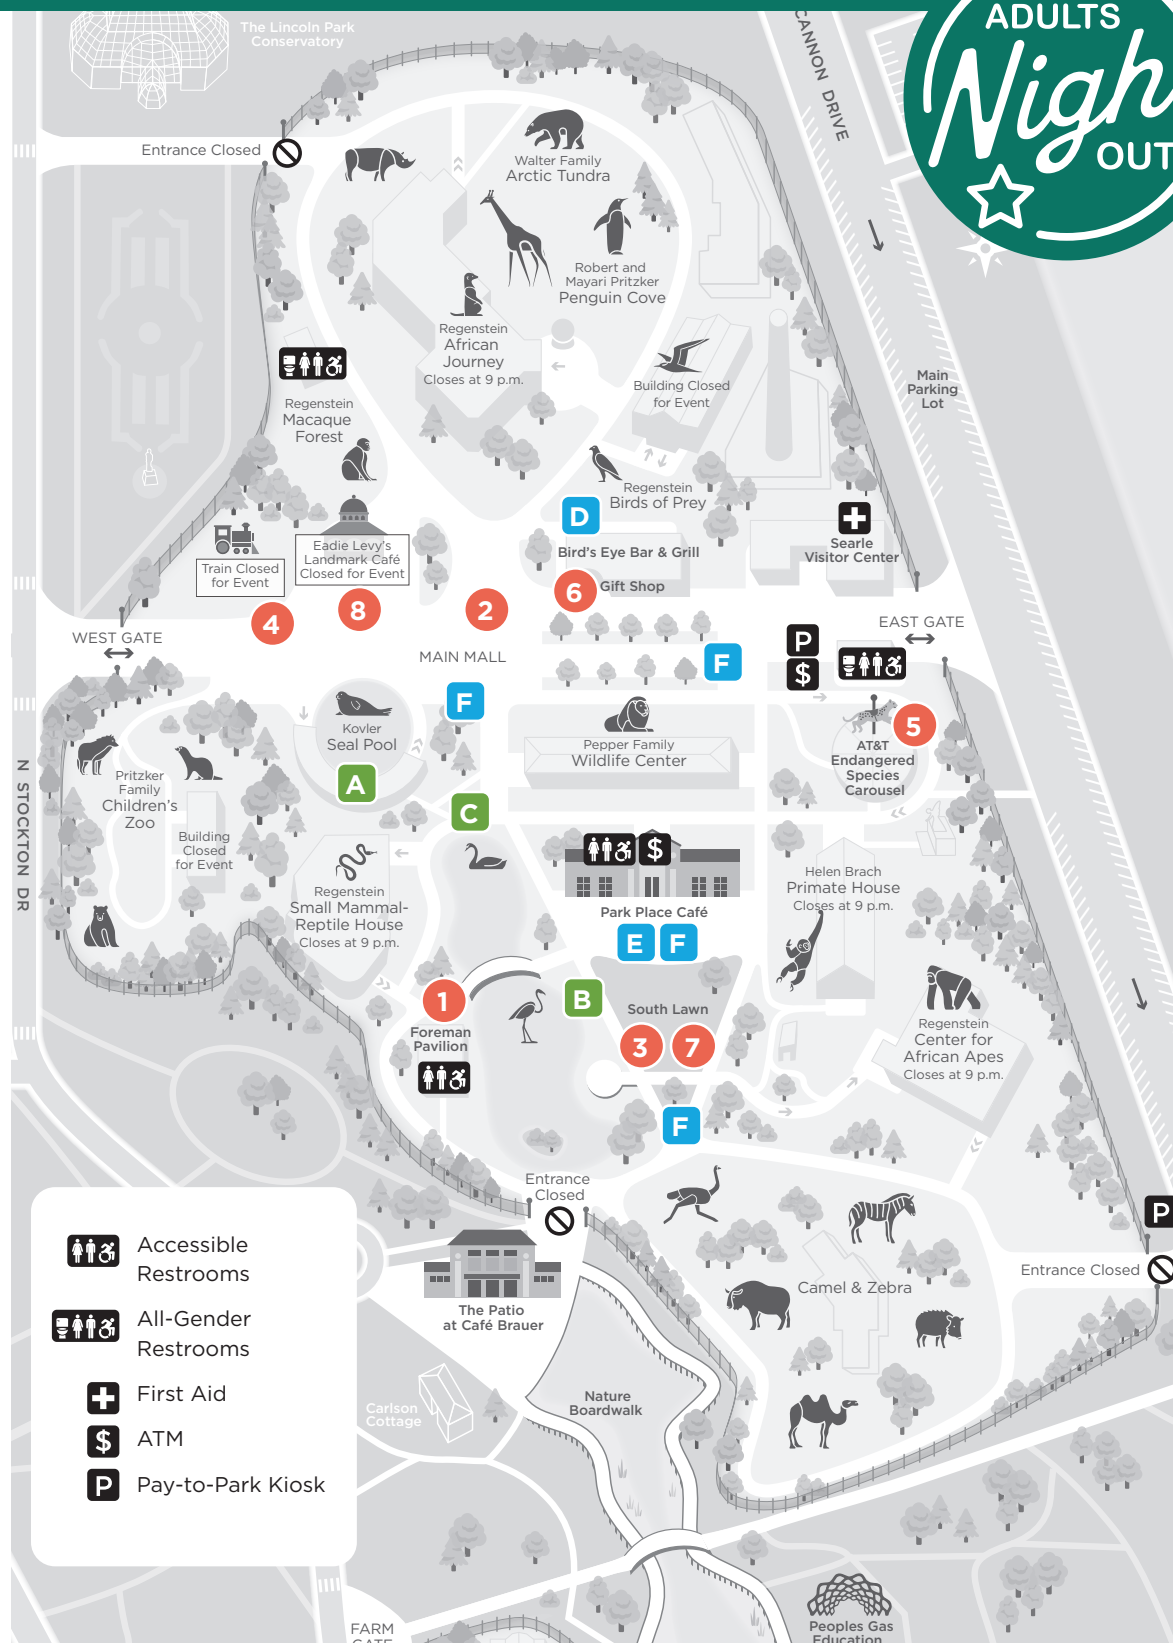 The Lincoln Park
Conservatory
CANNON DRIVE
ADULTS
Nigh
OUT
Entrance Closed
Walter Family
Arctic Tundra
Robert and
Mayari Pritzker
Penguin Cove
Regenstein
African
Journey
Closes at 9 p.m.
Building Closed
for Event
Main
Parking
Lot
Regenstein
Macaque
Forest
Regenstein
Birds of Prey
D
Searle
Visitor Center
Bird's Eye Bar & Grill
Gift Shop
Eadie Levy's
Landmark Café
Closed for Event
Train Closed
for Event
4
8
2
6
WEST GATE
EAST GATE
MAIN MALL
F
P
$
F
5
Kovler
Seal Pool
Pepper Family
Wildlife Center
AT&T
Endangered
Species
Carousel
N STOCKTON DR
Pritzker
Family
Children's
Zoo
Building
Closed
for Event
A
C
$
Regenstein
Small Mammal-
Reptile House
Closes at 9 p.m.
Helen Brach
Primate House
Closes at 9 p.m.
Park Place Café
E
F
1
B
Foreman
Pavilion
South Lawn
3
7
Regenstein
Center for
African Apes
Closes at 9 p.m.
F
Entrance
Closed
P
Entrance Closed
Camel & Zebra
The Patio
at Café Brauer
Nature
Boardwalk
Carlson
Cottage
Accessible
Restrooms
All-Gender
Restrooms
First Aid
$
ATM
P
Pay-to-Park Kiosk
FARM
GATE
Peoples Gas
Education